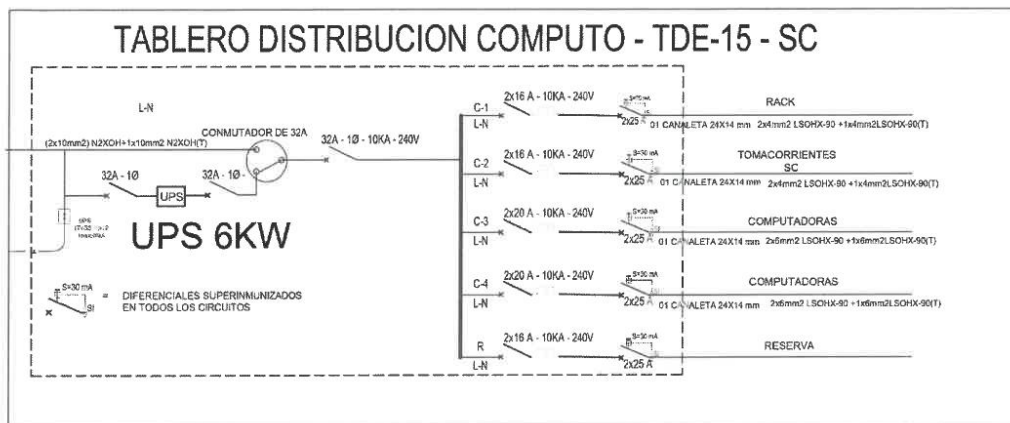 TABLERO DISTRIBUCION COMPUTO - TDE-15 - SC
L-N
(2x10mm2) N2XOH+1x10mm2 N2XOH(T)
CONMUTADOR DE 32A
32A - 1Ø - 10KA - 240V
32A - 1Ø
UPS
32A - 1Ø -
UPS 6KW
S=30 mA
SI
= DIFERENCIALES SUPERINMUNIZADOS
EN TODOS LOS CIRCUITOS
C-1
L-N
2x16 A - 10KA - 240V
2x25 A
RACK
01 CANALETA 24X14 mm 2x4mm2 LSOHX-90 +1x4mm2LSOHX-90(T)
C-2
L-N
2x16 A - 10KA - 240V
S=30 mA
2x25 A
TOMACORRIENTES
SC
01 CANALETA 24X14 mm 2x4mm2 LSOHX-90 +1x4mm2LSOHX-90(T)
C-3
L-N
2x20 A - 10KA - 240V
S=30 mA
2x25 A
COMPUTADORAS
01 CANALETA 24X14 mm 2x6mm2 LSOHX-90 +1x6mm2LSOHX-90(T)
C-4
L-N
2x20 A - 10KA - 240V
S=30 mA
2x25 A
COMPUTADORAS
01 CANALETA 24X14 mm 2x6mm2 LSOHX-90 +1x6mm2LSOHX-90(T)
R
L-N
2x16 A - 10KA - 240V
S=30 mA
2x25 A
RESERVA